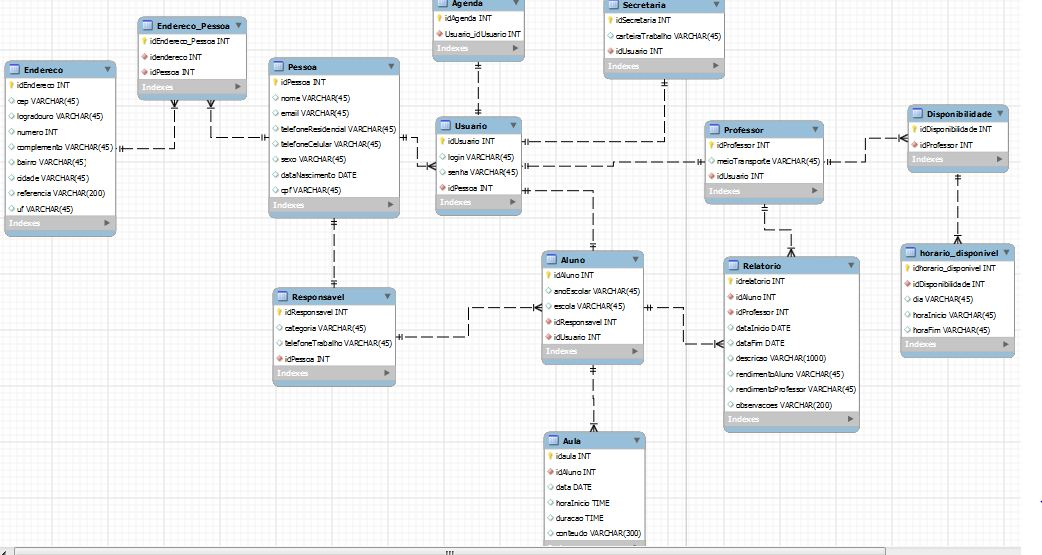 Agenda
idAgenda INT
Usuario_idUsuario INT
Indexes
Secretaria
idSecretaria INT
carteiraTrabalho VARCHAR(45)
idUsuario INT
Indexes
Endereco_Pessoa
idEndereco_Pessoa INT
idendereco INT
idPessoa INT
Indexes
Endereco
idEndereco INT
cep VARCHAR(45)
logradouro VARCHAR(45)
numero INT
complemento VARCHAR(45)
bairro VARCHAR(45)
cidade VARCHAR(45)
referencia VARCHAR(200)
uf VARCHAR(45)
Indexes
Pessoa
idPessoa INT
nome VARCHAR(45)
email VARCHAR(45)
telefoneResidencial VARCHAR(45)
telefoneCelular VARCHAR(45)
sexo VARCHAR(45)
dataNascimento DATE
cpf VARCHAR(45)
Indexes
Usuario
idUsuario INT
login VARCHAR(45)
senha VARCHAR(45)
idPessoa INT
Indexes
Professor
idProfessor INT
meioTransporte VARCHAR(45)
idUsuario INT
Indexes
Disponibilidade
idDisponibilidade INT
idProfessor INT
Indexes
Responsavel
idResponsavel INT
categoria VARCHAR(45)
telefoneTrabalho VARCHAR(45)
idPessoa INT
Indexes
Aluno
idAluno INT
anoEscolar VARCHAR(45)
escola VARCHAR(45)
idResponsavel INT
idUsuario INT
Indexes
Relatorio
idrelatorio INT
idAluno INT
idProfessor INT
dataInicio DATE
dataFim DATE
descricao VARCHAR(1000)
rendimentoAluno VARCHAR(45)
rendimentoProfessor VARCHAR(45)
observacoes VARCHAR(200)
Indexes
horario_disponivel
idhorario_disponivel INT
idDisponibilidade INT
dia VARCHAR(45)
horaInicio VARCHAR(45)
horaFim VARCHAR(45)
Indexes
Aula
idaula INT
idAluno INT
data DATE
horaInicio TIME
duracao TIME
conteudo VARCHAR(300)